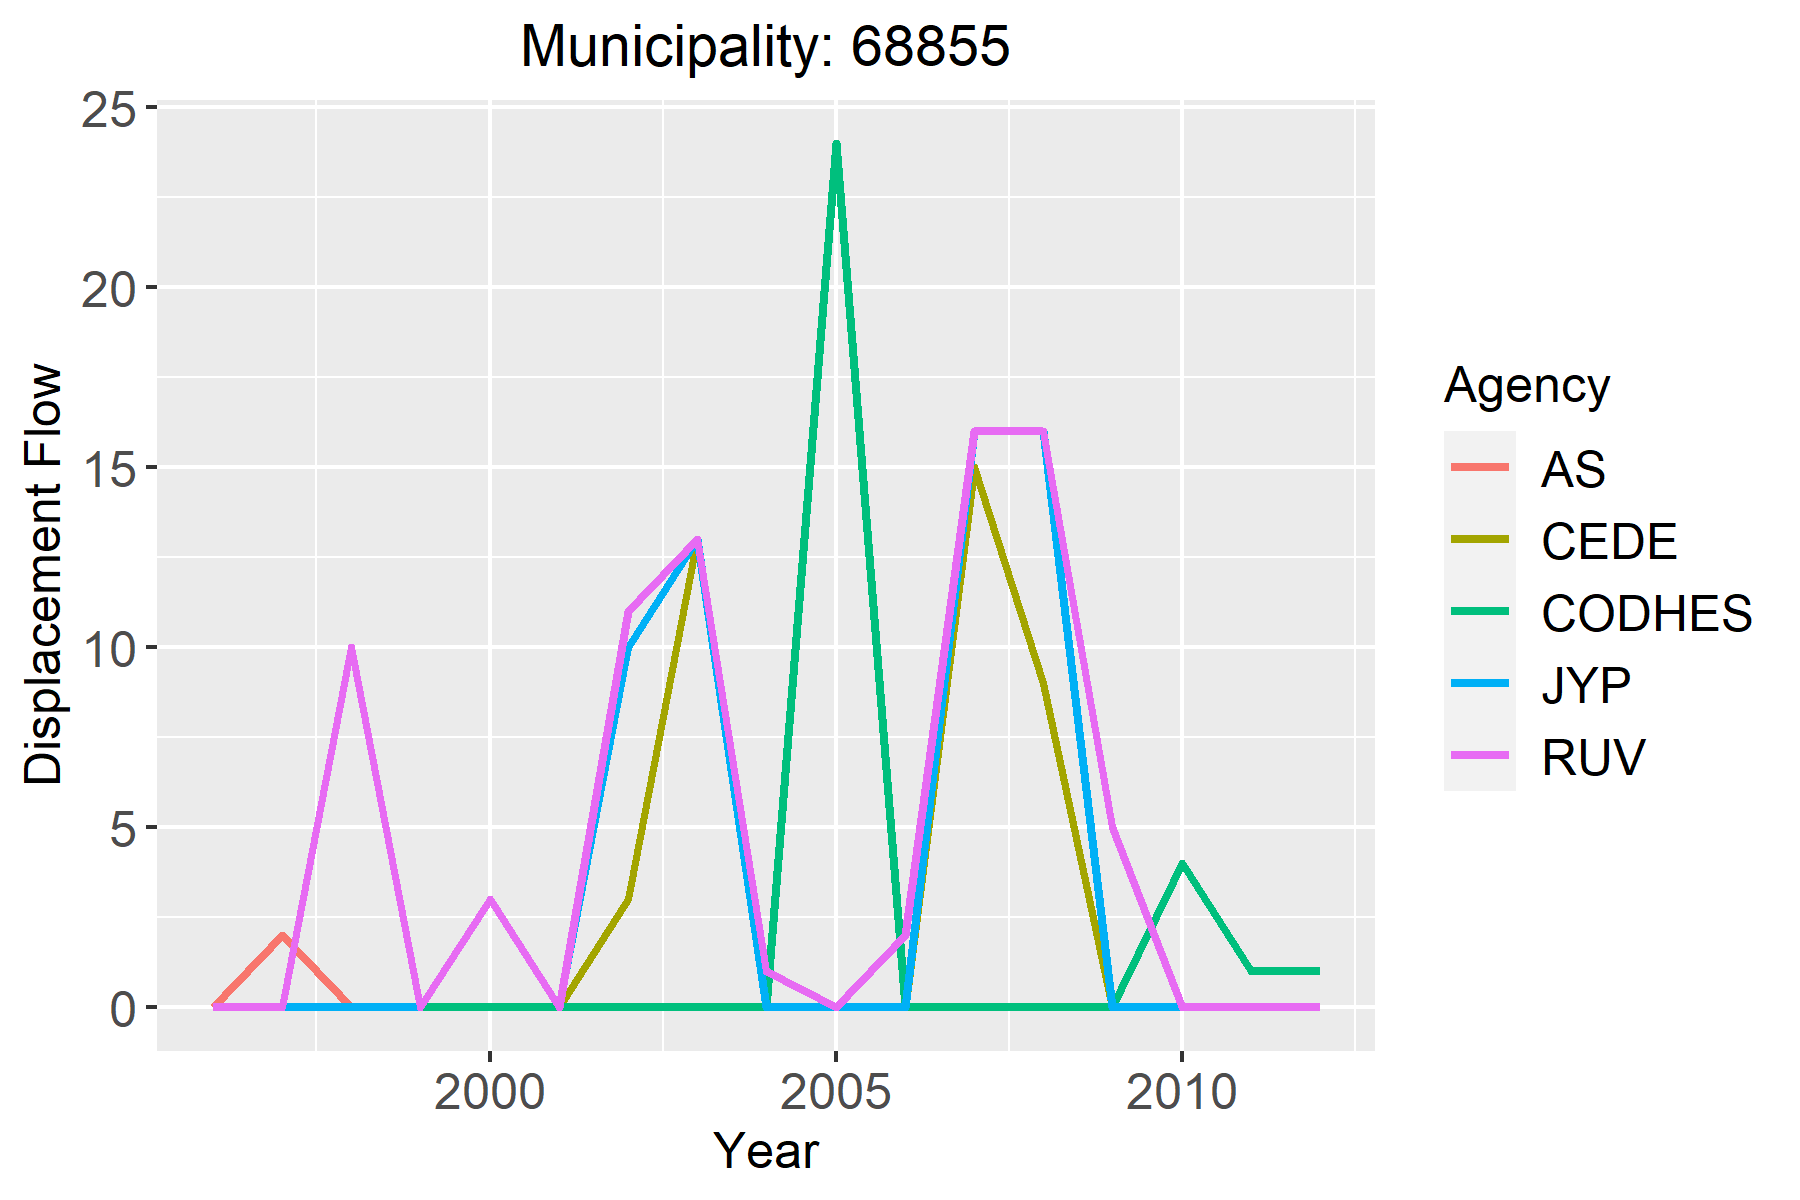 Municipality: 68855
25
20
15
10
5
0
Displacement Flow
2000
2005
2010
Year
Agency
AS
CEDE
CODHES
JYP
RUV